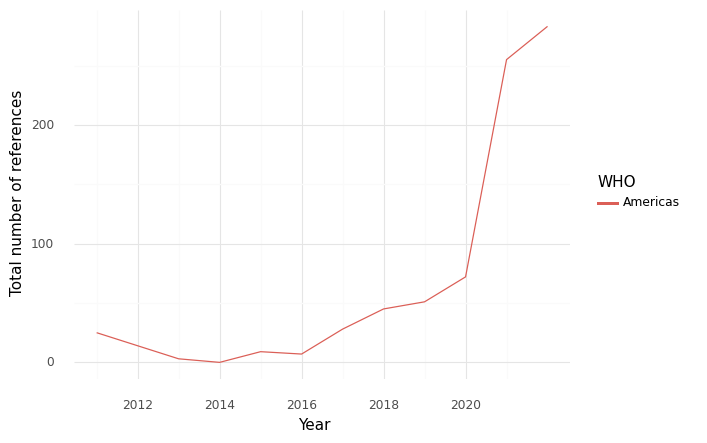 Total number of references
200
100
0
2012 2014 2016 2018 2020
Year
WHO
Americas